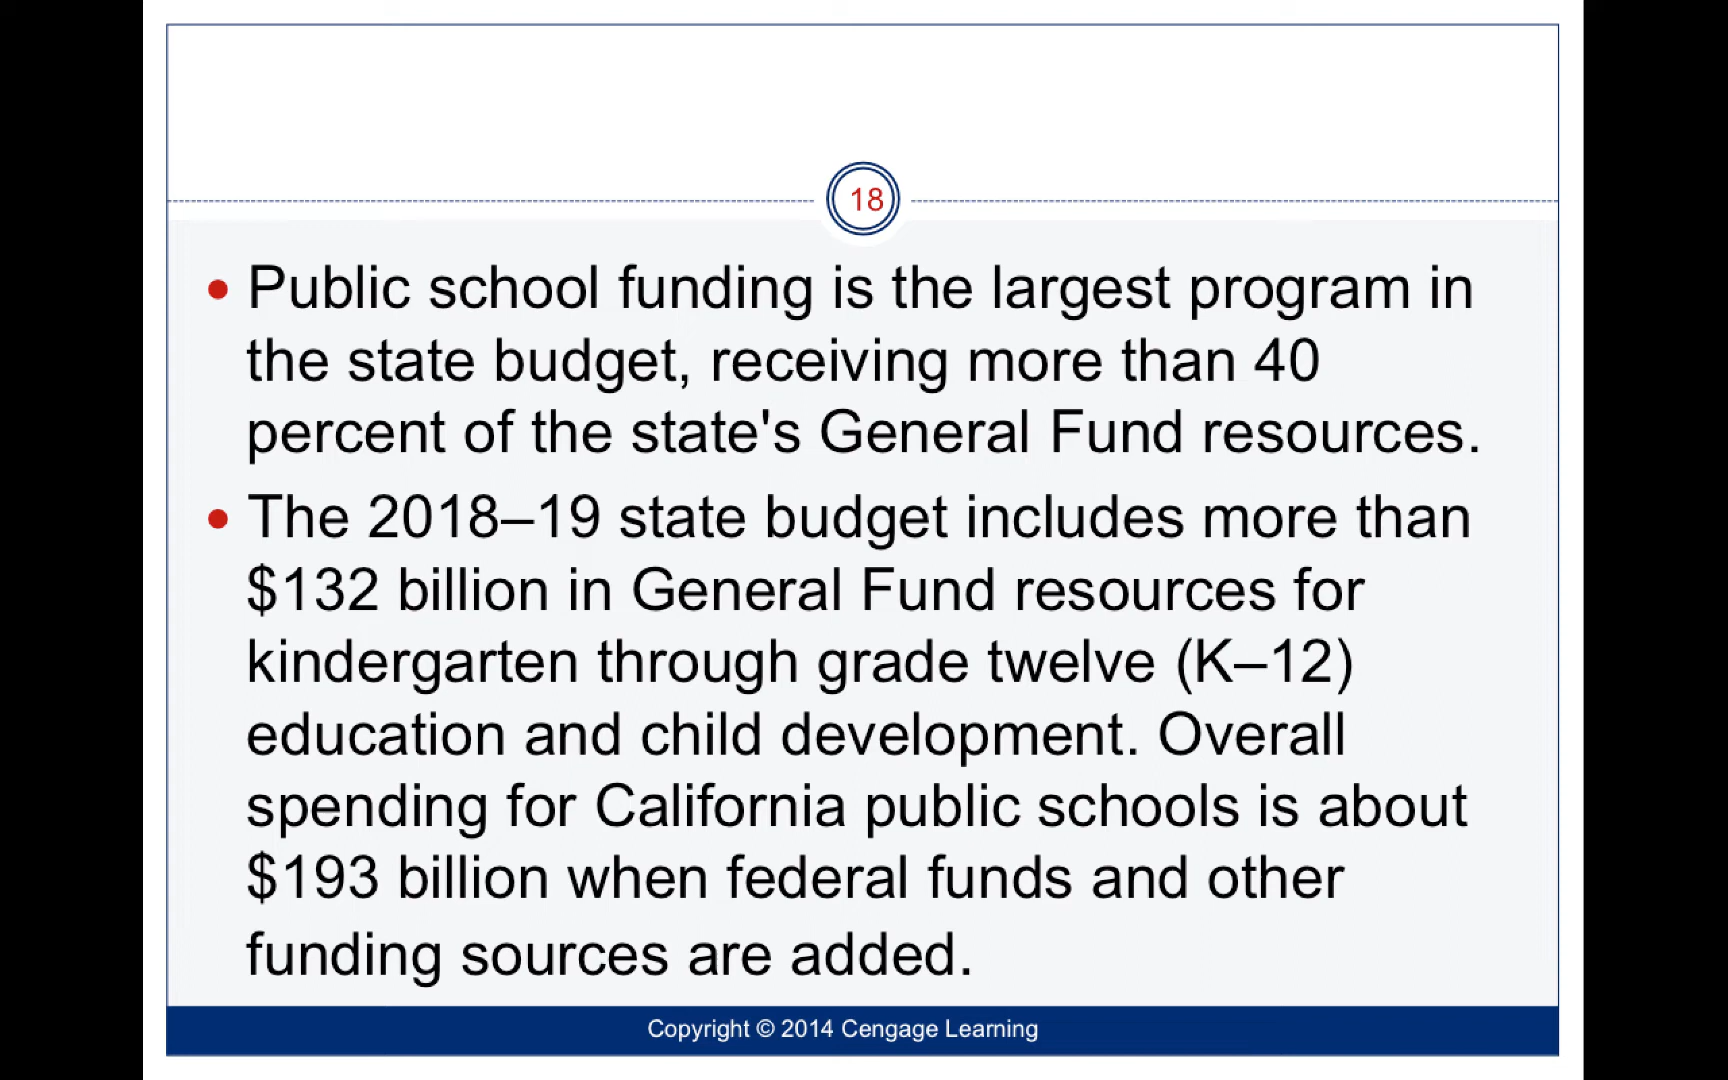 18
• Public school funding is the largest program in
the state budget, receiving more than 40
percent of the state's General Fund resources.
• The 2018–19 state budget includes more than
$132 billion in General Fund resources for
kindergarten through grade twelve (K–12)
education and child development. Overall
spending for California public schools is about
$193 billion when federal funds and other
funding sources are added.
Copyright © 2014 Cengage Learning